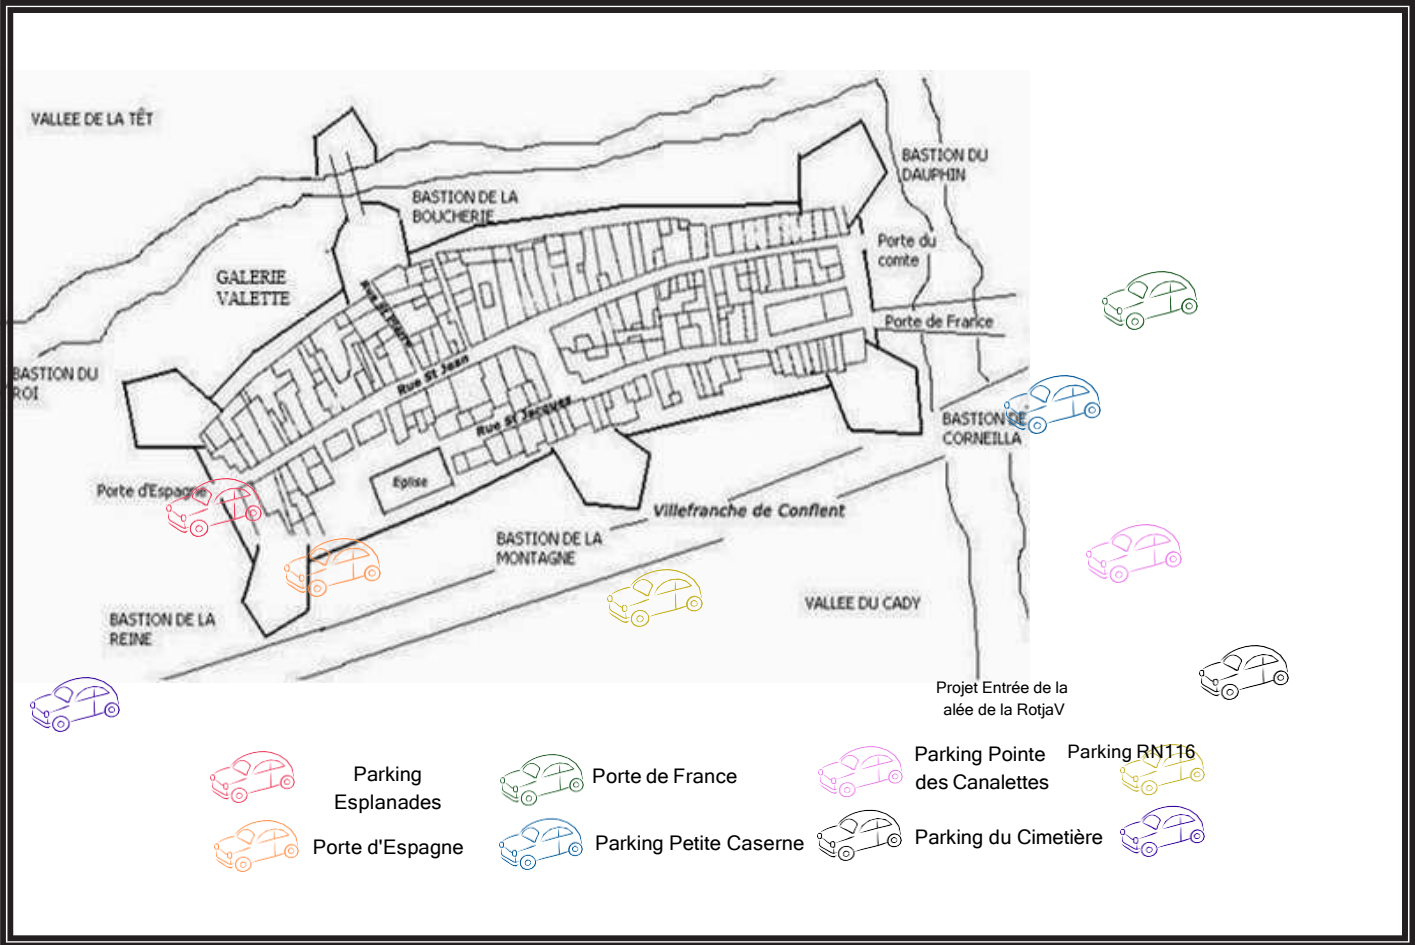 VALLEE DE LA TÊT
BASTION DU
DAUPHIN
BASTION DE LA
BOUCHERIE
Porte du
comte
GALERIE
VALETTE
Rue St Pierre
Porte de France
BASTION DU
ROI
Rue St Jean
Rue St Jacques
BASTION DE
CORNEILLA
Eglise
Porte d'Espagne
Villefranche de Conflent
BASTION DE LA
MONTAGNE
VALLEE DU CADY
BASTION DE LA
REINE
Projet Entrée de la
alée de la RotjaV
Parking
Esplanades
Porte de France
Parking Pointe
des Canalettes
Parking RN116
Porte d'Espagne
Parking Petite Caserne
Parking du Cimetière